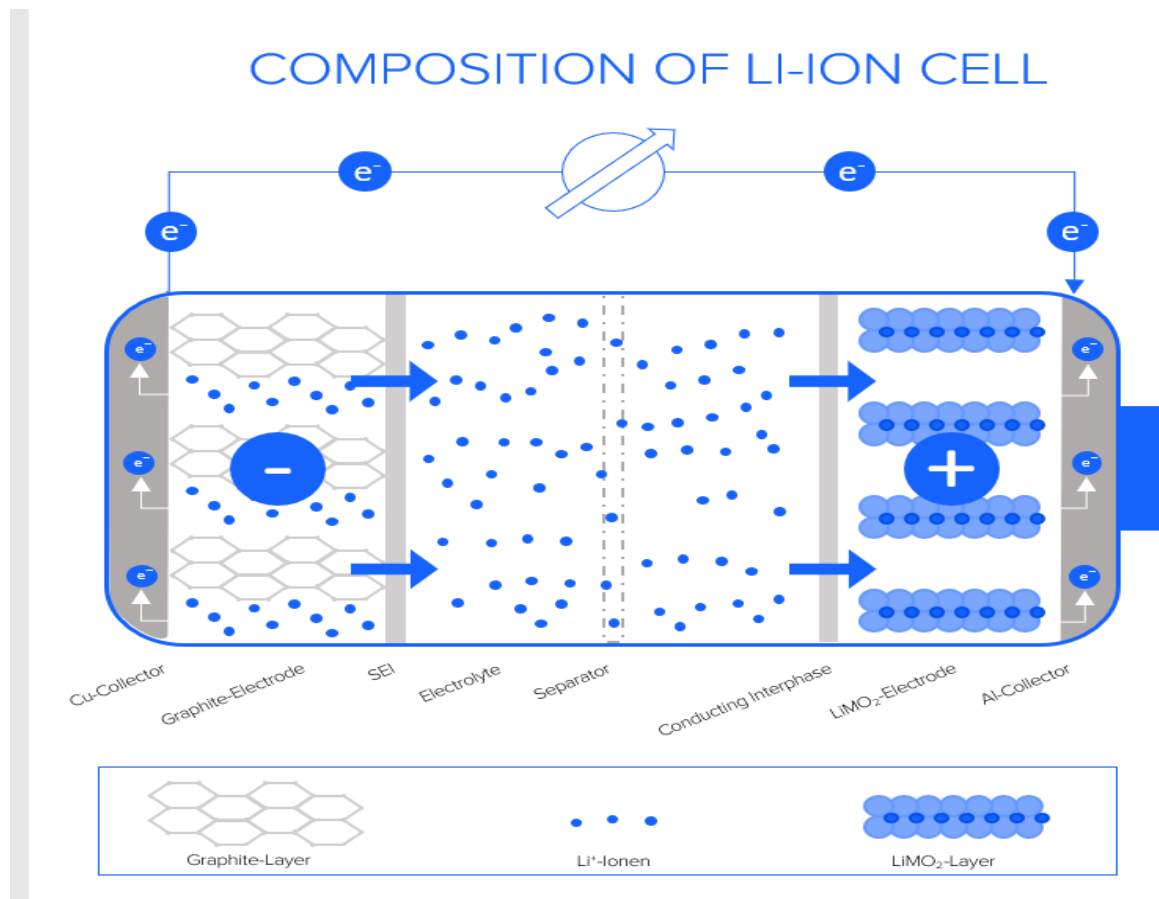 COMPOSITION OF LI-ION CELL
e⁻
e⁻
e⁻
e⁻
e⁻
e⁻
e⁻
e⁻
-
+
e⁻
e⁻
Cu-Collector
Graphite-Electrode
SEI
Electrolyte
Separator
Conducting Interphase
LiMO₂-Electrode
Al-Collector
Graphite-Layer
Li⁺-Ionen
LiMO₂-Layer